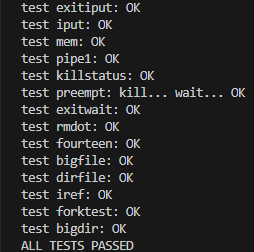 test exitiput: OK
test iput: OK
test mem: OK
test pipe1: OK
test killstatus: OK
test preempt: kill... wait... OK
test exitwait: OK
test rmdot: OK
test fourteen: OK
test bigfile: OK
test dirfile: OK
test iref: OK
test forktest: OK
test bigdir: OK
ALL TESTS PASSED